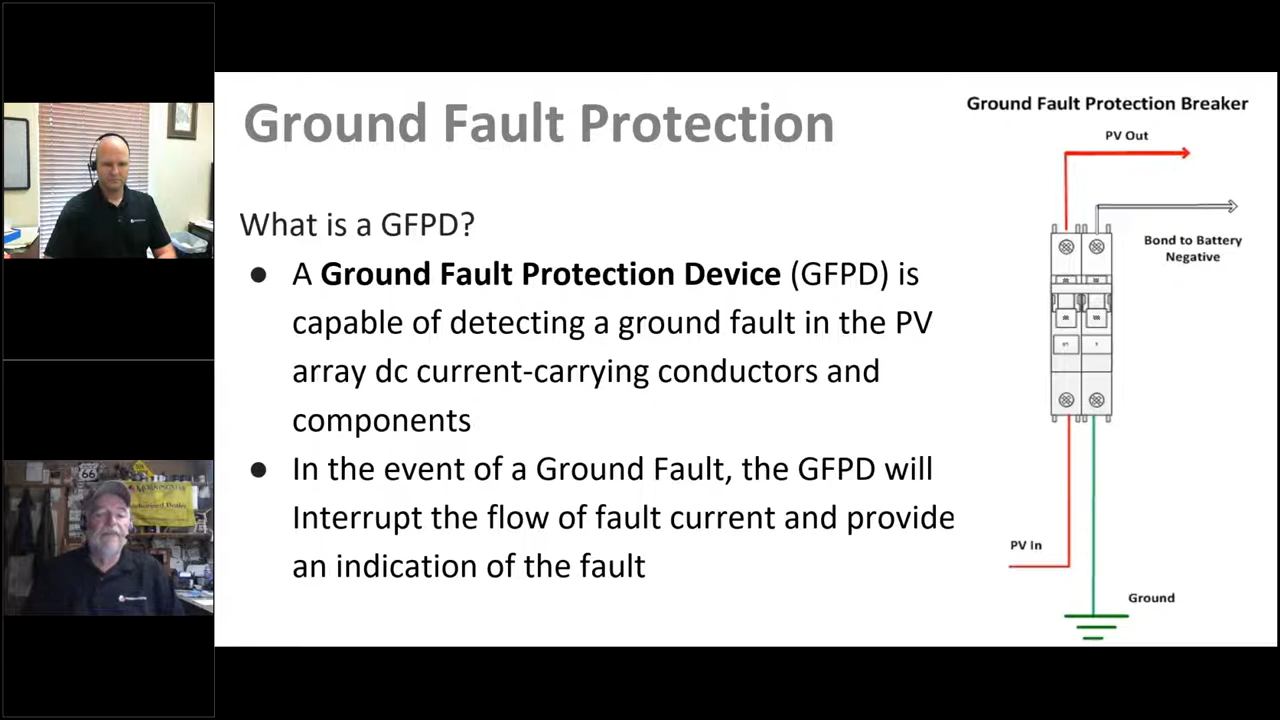 Ground Fault Protection
What is a GFPD?
● A Ground Fault Protection Device (GFPD) is
capable of detecting a ground fault in the PV
array dc current-carrying conductors and
components
● In the event of a Ground Fault, the GFPD will
Interrupt the flow of fault current and provide
an indication of the fault
Ground Fault Protection Breaker
PV Out
Bond to Battery
Negative
PV In
Ground
66